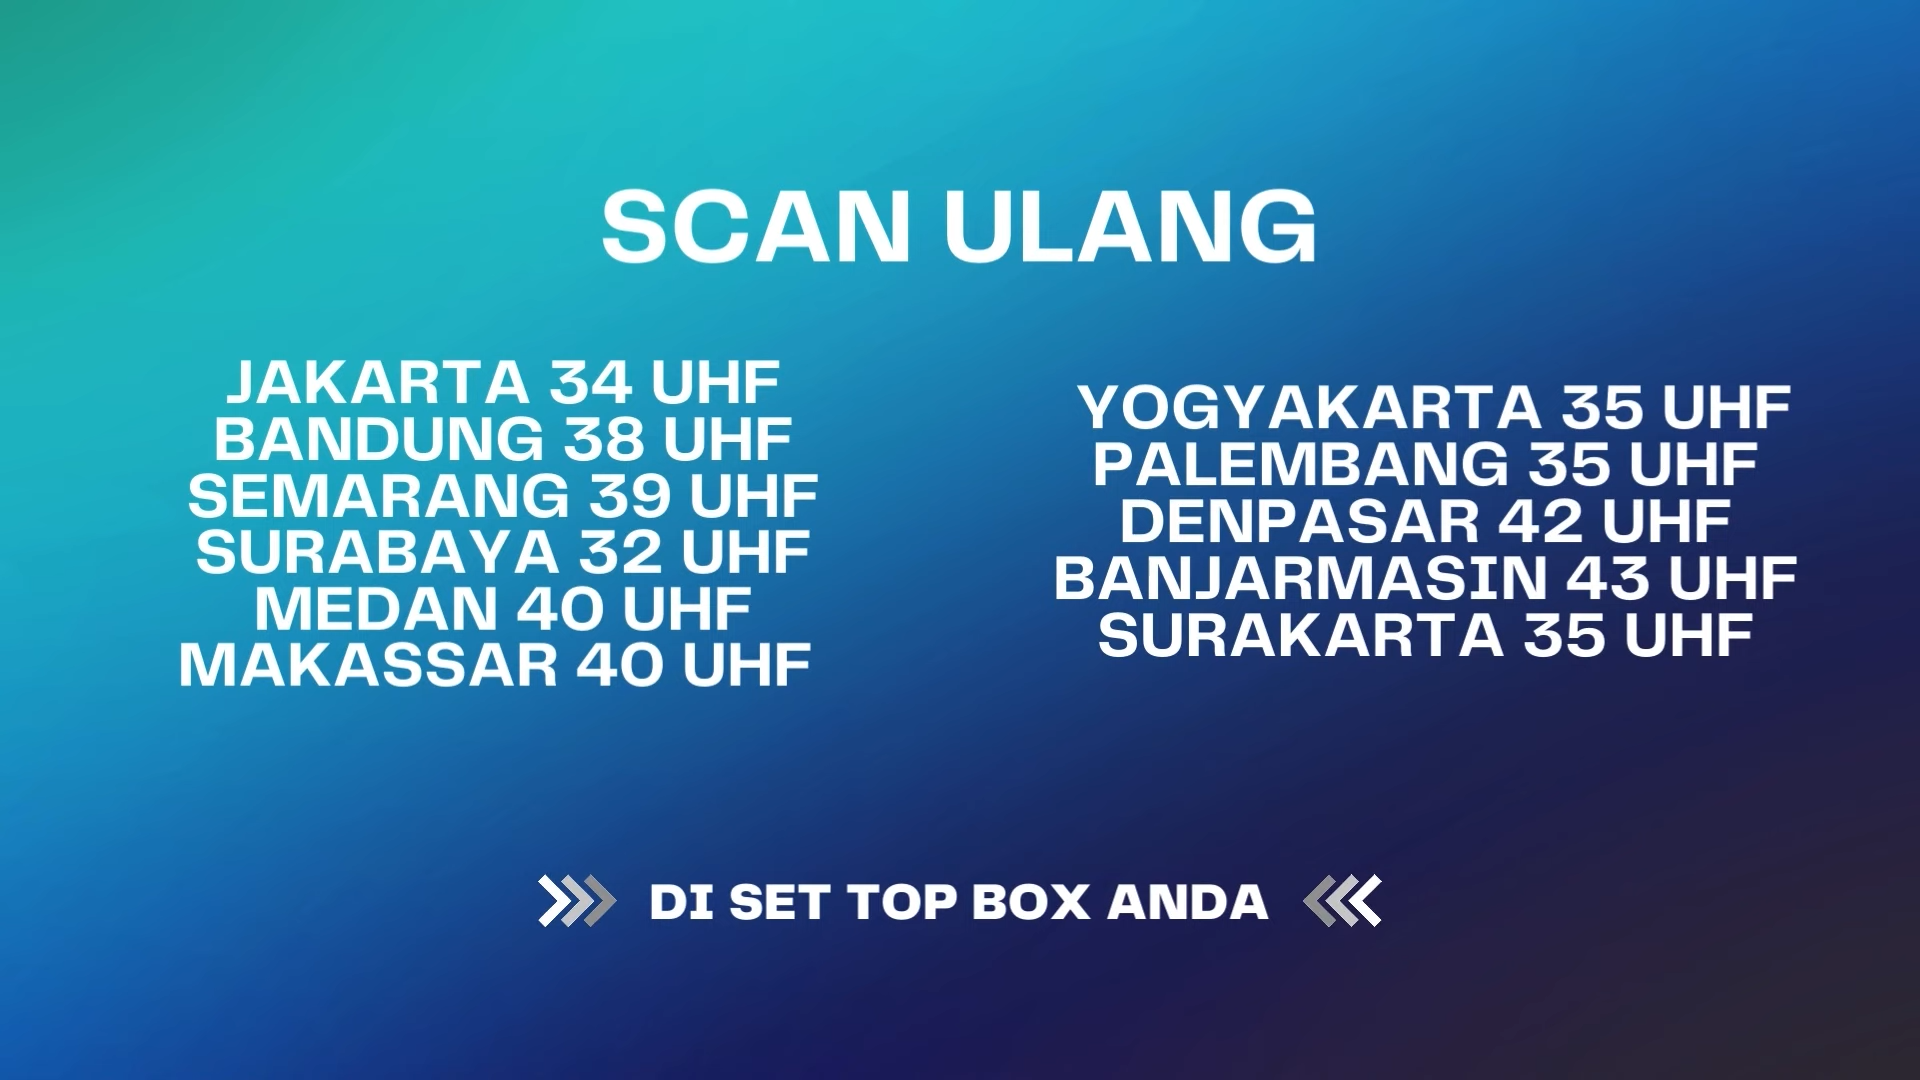 SCAN ULANG
JAKARTA 34 UHF
BANDUNG 38 UHF
SEMARANG 39 UHF
SURABAYA 32 UHF
MEDAN 40 UHF
MAKASSAR 40 UHF
YOGYAKARTA 35 UHF
PALEMBANG 35 UHF
DENPASAR 42 UHF
BANJARMASIN 43 UHF
SURAKARTA 35 UHF
DI SET TOP BOX ANDA